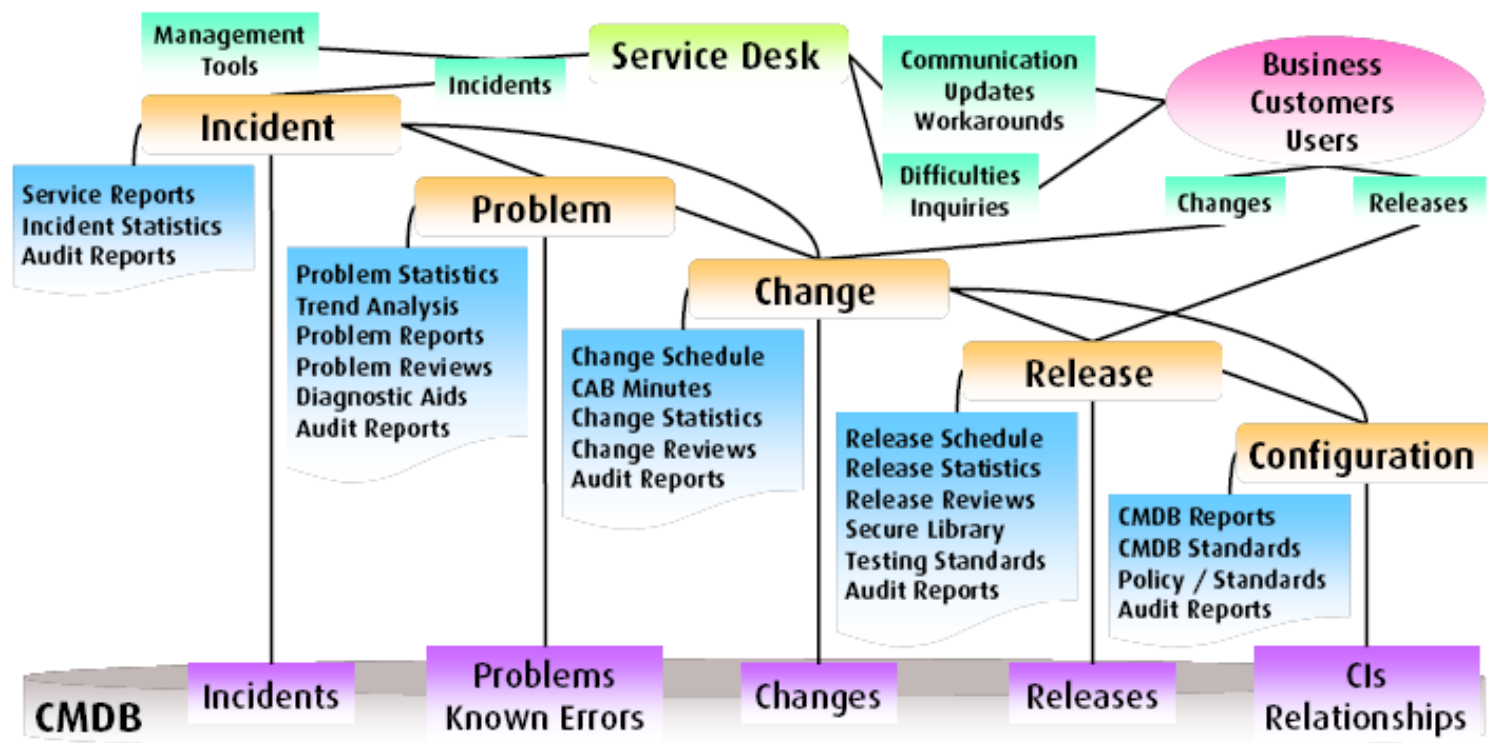 Management
Tools
Incidents
Service Desk
Communication
Updates
Workarounds
Difficulties
Inquiries
Business
Customers
Users
Changes
Releases
Incident
Service Reports
Incident Statistics
Audit Reports
Problem
Problem Statistics
Trend Analysis
Problem Reports
Problem Reviews
Diagnostic Aids
Audit Reports
Change
Change Schedule
CAB Minutes
Change Statistics
Change Reviews
Audit Reports
Release
Release Schedule
Release Statistics
Release Reviews
Secure Library
Testing Standards
Audit Reports
Configuration
CMDB Reports
CMDB Standards
Policy / Standards
Audit Reports
CMDB
Incidents
Problems
Known Errors
Changes
Releases
CIs
Relationships